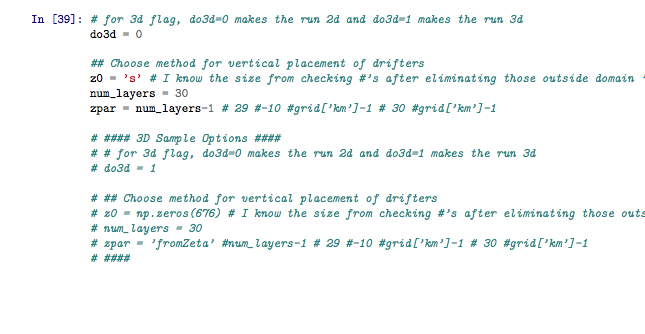 In [39]: # for 3d flag, do3d=0 makes the run 2d and do3d=1 makes the run 3d
do3d = 0
## Choose method for vertical placement of drifters
z0 = 's' # I know the size from checking #'s after eliminating those outside domain
num_layers = 30
zpar = num_layers-1 # 29 #-10 #grid['km']-1 # 30 #grid['km']-1
# #### 3D Sample Options ####
# # for 3d flag, do3d=0 makes the run 2d and do3d=1 makes the run 3d
# do3d = 1
# ## Choose method for vertical placement of drifters
# z0 = np.zeros(676) # I know the size from checking #'s after eliminating those outs
# num_layers = 30
# zpar = 'fromZeta' #num_layers-1 # 29 #-10 #grid['km']-1 # 30 #grid['km']-1
# ####